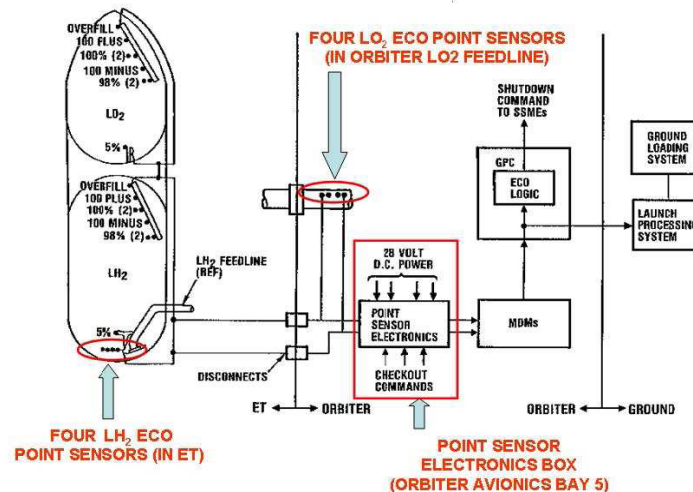 OVERFILL
100 PLUS
100% (2)
100 MINUS
98% (2)
LO₂
5%
OVERFILL
100 PLUS
100% (2)
100 MINUS
98% (2)
LH₂
5%
LH₂
FEEDLINE
(REF)
DISCONNECTS
FOUR LH₂ ECO
POINT SENSORS (IN ET)
FOUR LO₂ ECO POINT SENSORS
(IN ORBITER LO2 FEEDLINE)
28 VOLT
D.C. POWER
POINT
SENSOR
ELECTRONICS
CHECKOUT
COMMANDS
ET
ORBITER
POINT SENSOR
ELECTRONICS BOX
(ORBITER AVIONICS BAY 5)
SHUTDOWN
COMMAND
TO SSMEs
GPC
ECO
LOGIC
MDMs
GROUND
LOADING
SYSTEM
LAUNCH
PROCESSING
SYSTEM
ORBITER
GROUND